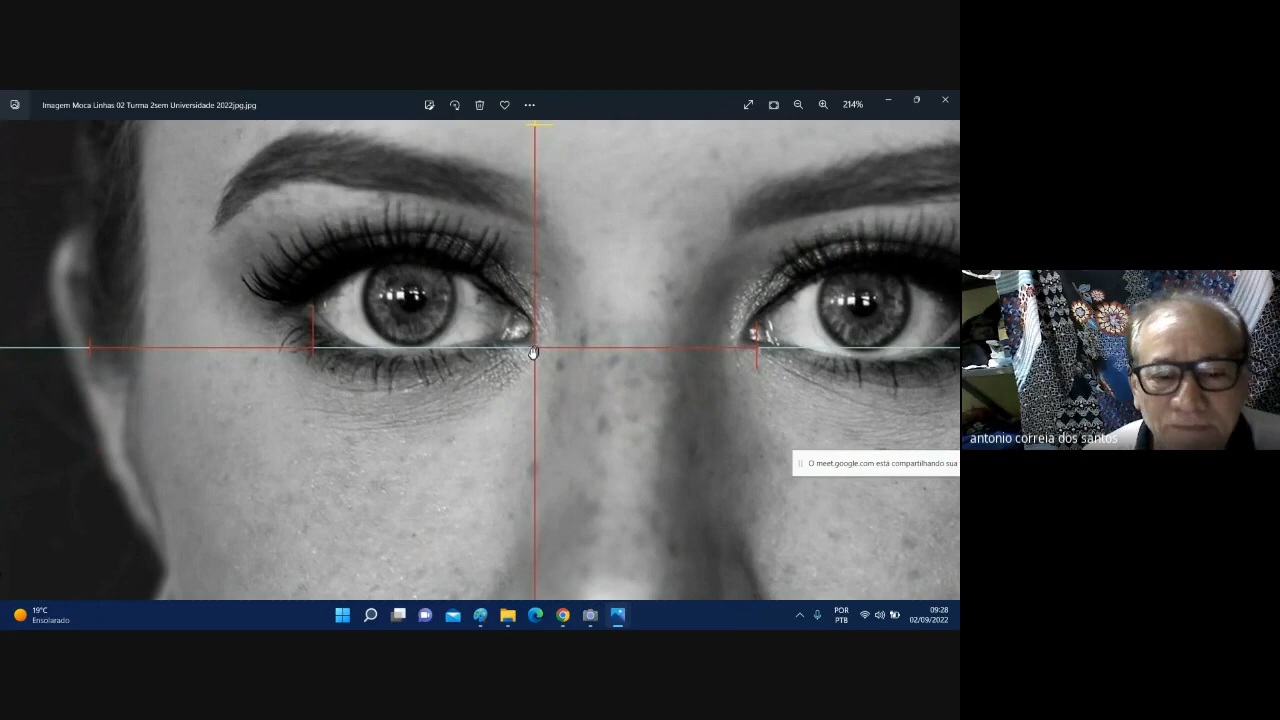 Imagem Moca Linhas 02 Turma 2sem Universidade 2022jpg.jpg
214%
antonio correia dos santos
O meet.google.com está compartilhando sua
19°C
Ensolarado
POR
PTB
09:28
02/09/2022